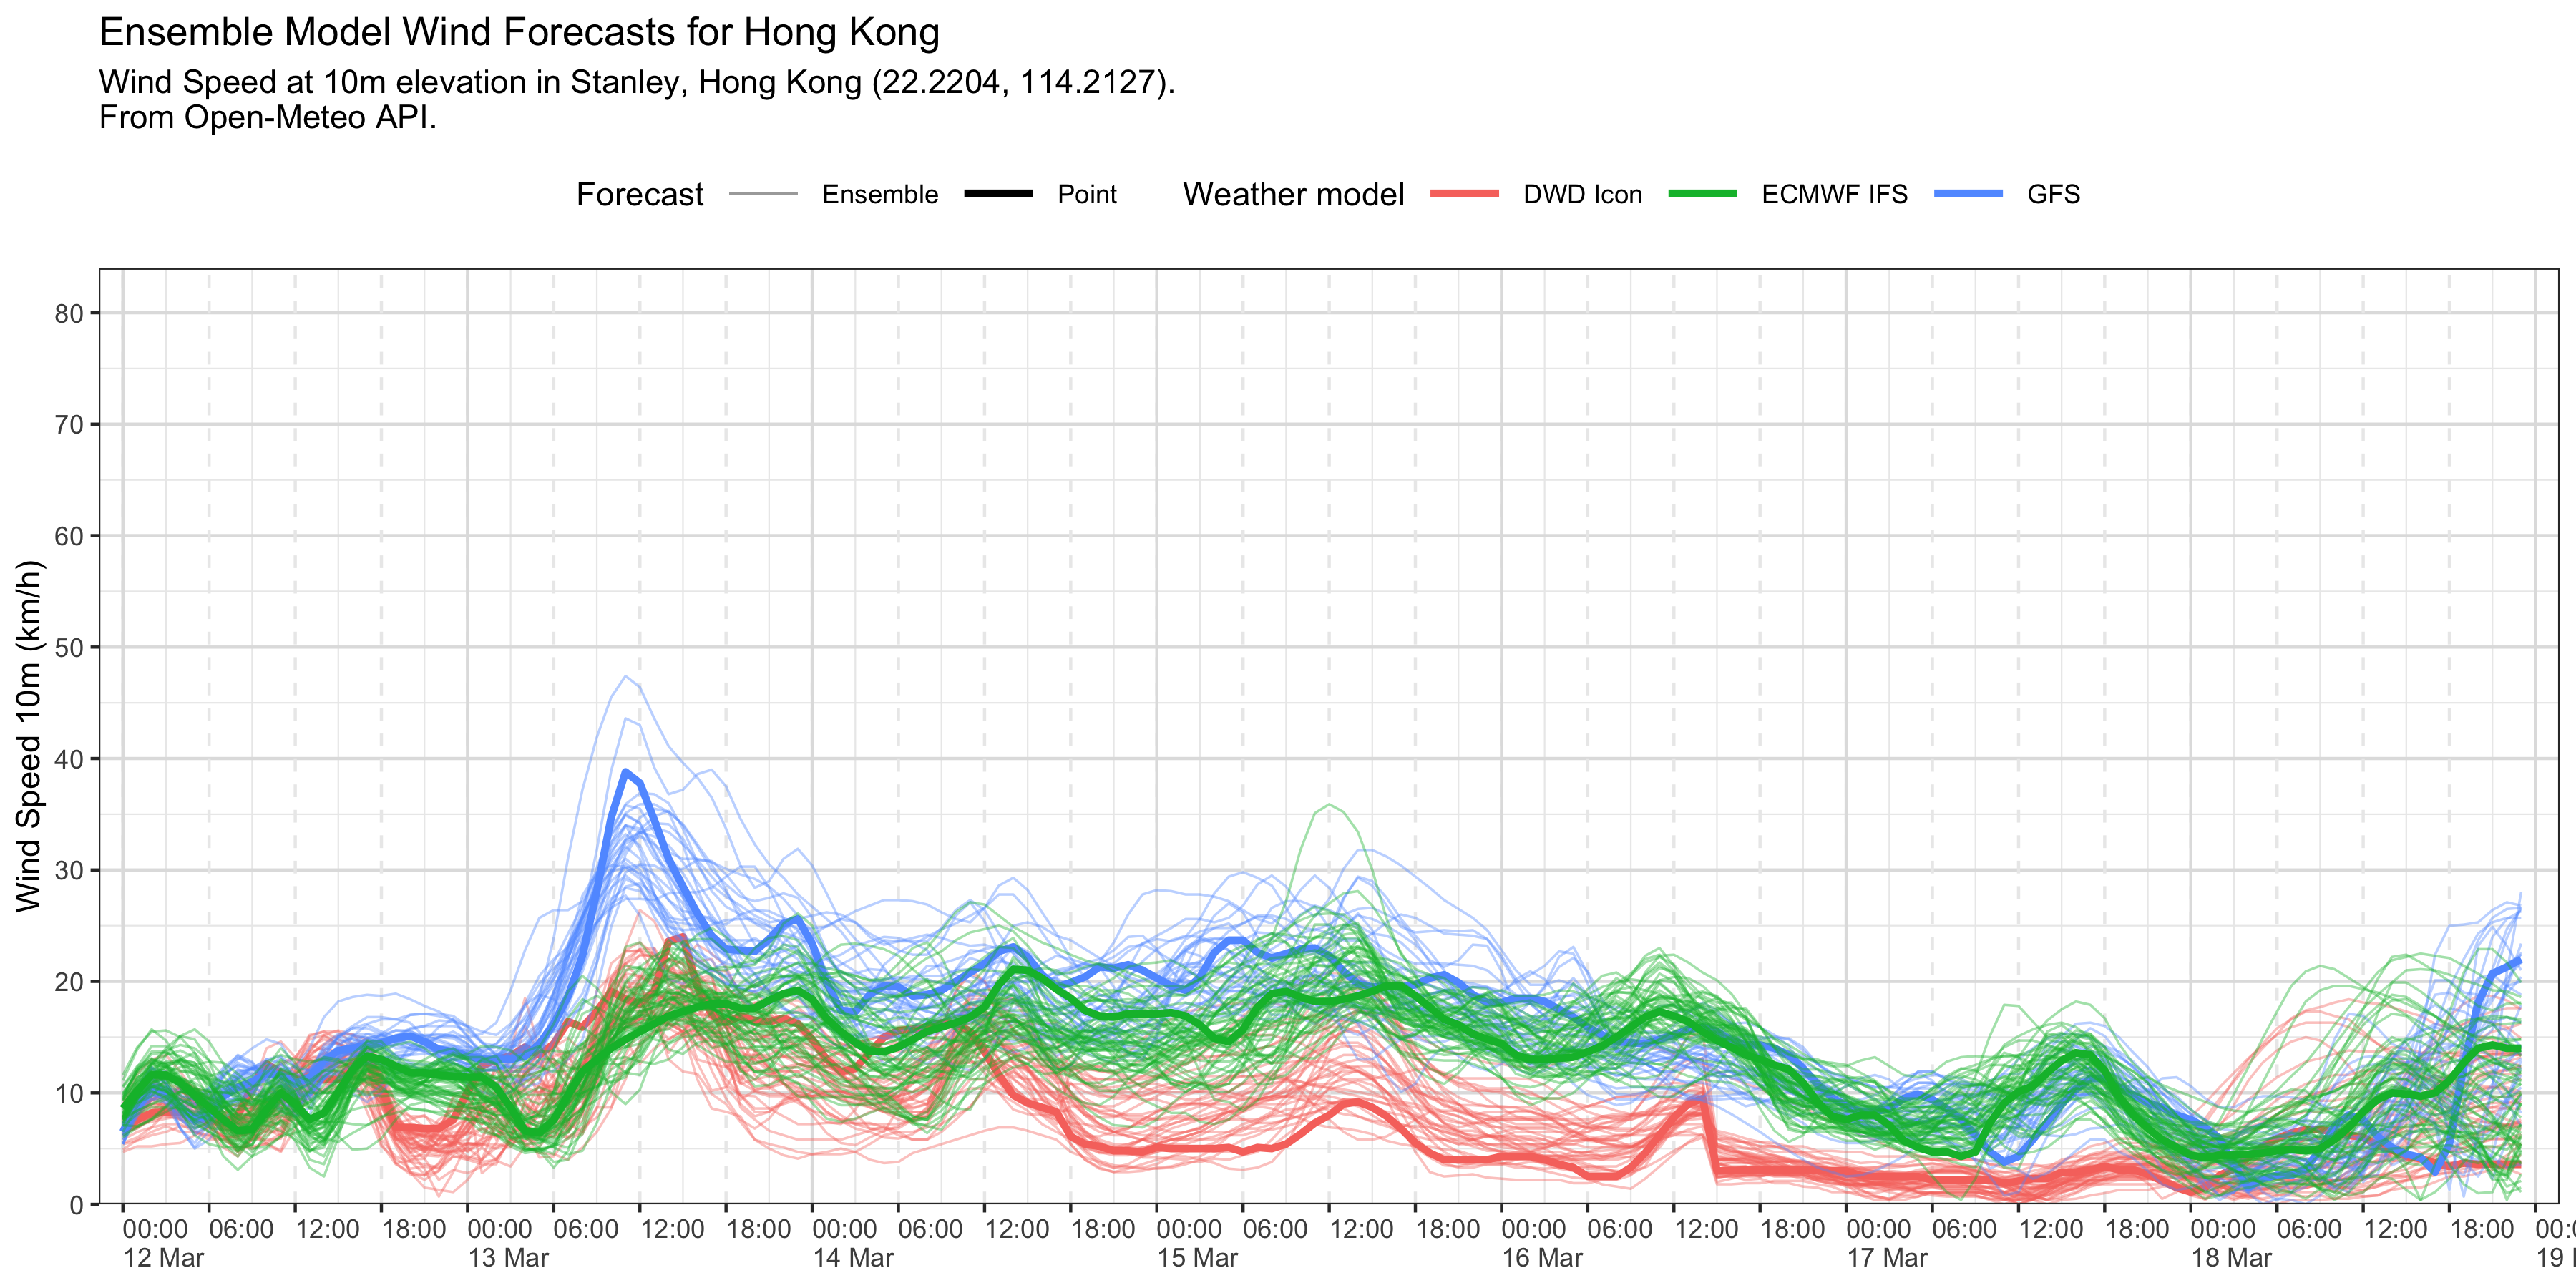 Ensemble Model Wind Forecasts for Hong Kong
Wind Speed at 10m elevation in Stanley, Hong Kong (22.2204, 114.2127).
From Open-Meteo API.
Forecast Ensemble Point Weather model DWD Icon ECMWF IFS GFS
Wind Speed 10m (km/h)
80
70
60
50
40
30
20
10
0
00:00 06:00 12:00 18:00 00:00 06:00 12:00 18:00 00:00 06:00 12:00 18:00 00:00 06:00 12:00 18:00 00:00 06:00 12:00 18:00 00:00 06:00 12:00 18:00 00:00 06:00 12:00 18:00 00:0
12 Mar 13 Mar 14 Mar 15 Mar 16 Mar 17 Mar 18 Mar 19